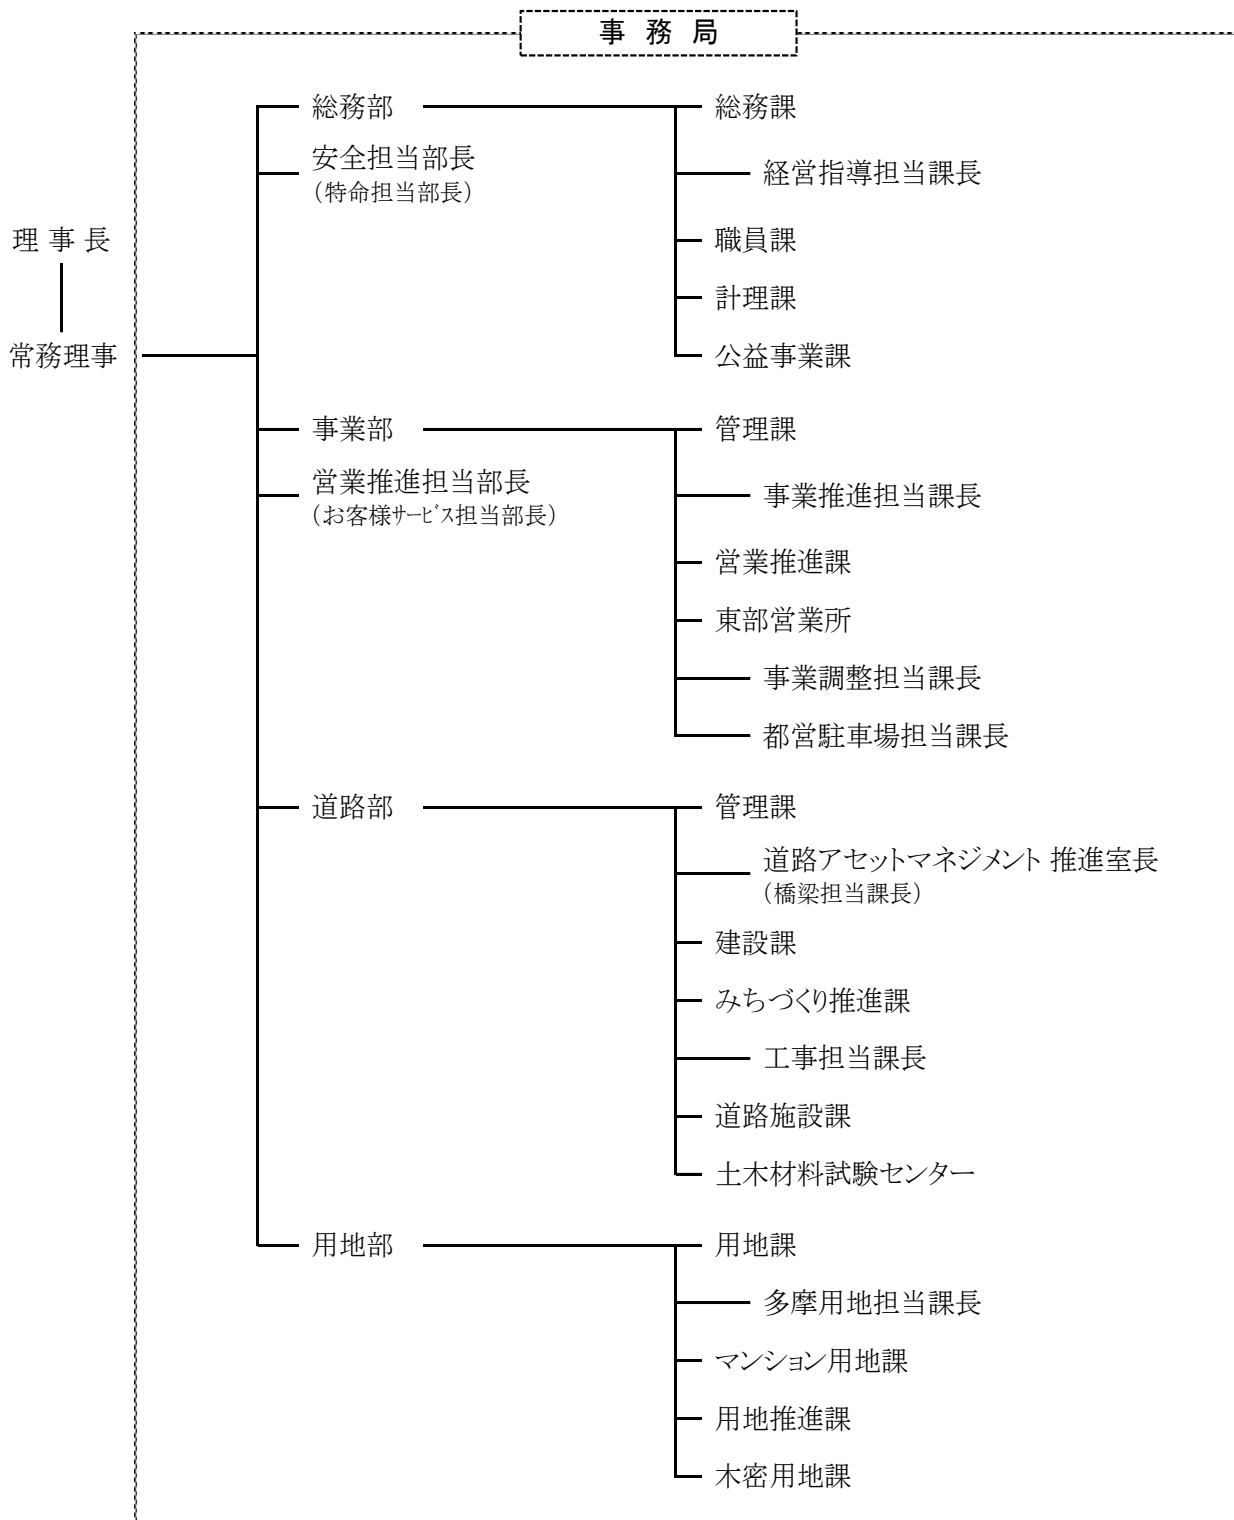 事 務 局
総務部
総務課
安全担当部長
（特命担当部長）
経営指導担当課長
理 事 長
職員課
計理課
常務理事
公益事業課
事業部
管理課
営業推進担当部長
（お客様ｻｰﾋﾞｽ担当部長）
事業推進担当課長
営業推進課
東部営業所
事業調整担当課長
都営駐車場担当課長
道路部
管理課
道路アセットマネジメント 推進室長
（橋梁担当課長）
建設課
みちづくり推進課
工事担当課長
道路施設課
土木材料試験センター
用地部
用地課
多摩用地担当課長
マンション用地課
用地推進課
木密用地課